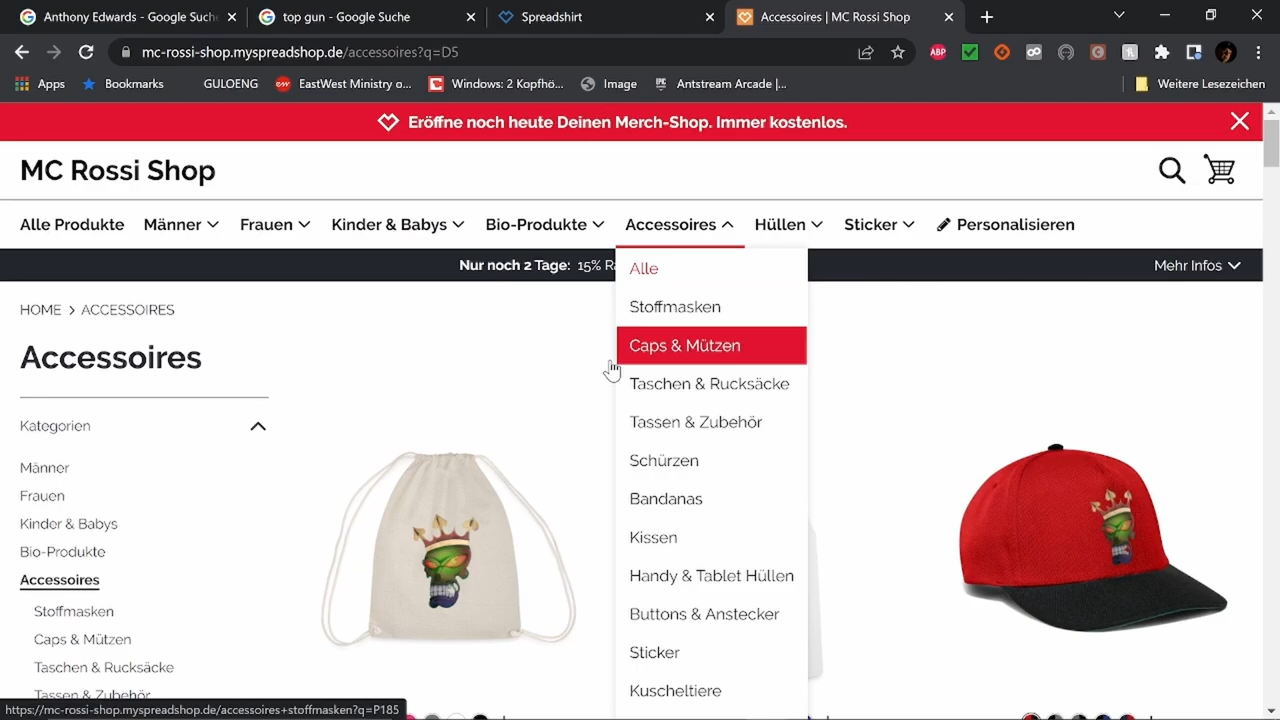 Anthony Edwards - Google Suche
top gun - Google Suche
Spreadshirt
Accessoires | MC Rossi Shop
mc-rossi-shop.myspreadshop.de/accessoires?q=D5
ABP
Apps
Bookmarks
GULOENG
EastWest Ministry o...
Windows: 2 Kopfhö...
Image
Antstream Arcade |...
Weitere Lesezeichen
Eröffne noch heute Deinen Merch-Shop. Immer kostenlos.
MC Rossi Shop
Alle Produkte
Männer
Frauen
Kinder & Babys
Bio-Produkte
Accessoires
Hüllen
Sticker
Personalisieren
Nur noch 2 Tage: 15%
Mehr Infos
Alle
Stoffmasken
Caps & Mützen
Taschen & Rucksäcke
Tassen & Zubehör
Schürzen
Bandanas
Kissen
Handy & Tablet Hüllen
Buttons & Anstecker
Sticker
Kuscheltiere
HOME > ACCESSOIRES
Accessoires
Kategorien
Männer
Frauen
Kinder & Babys
Bio-Produkte
Accessoires
Stoffmasken
Caps & Mützen
Taschen & Rucksäcke
Tassen & Zubehör
https://mc-rossi-shop.myspreadshop.de/accessoires+stoffmasken?q=P185